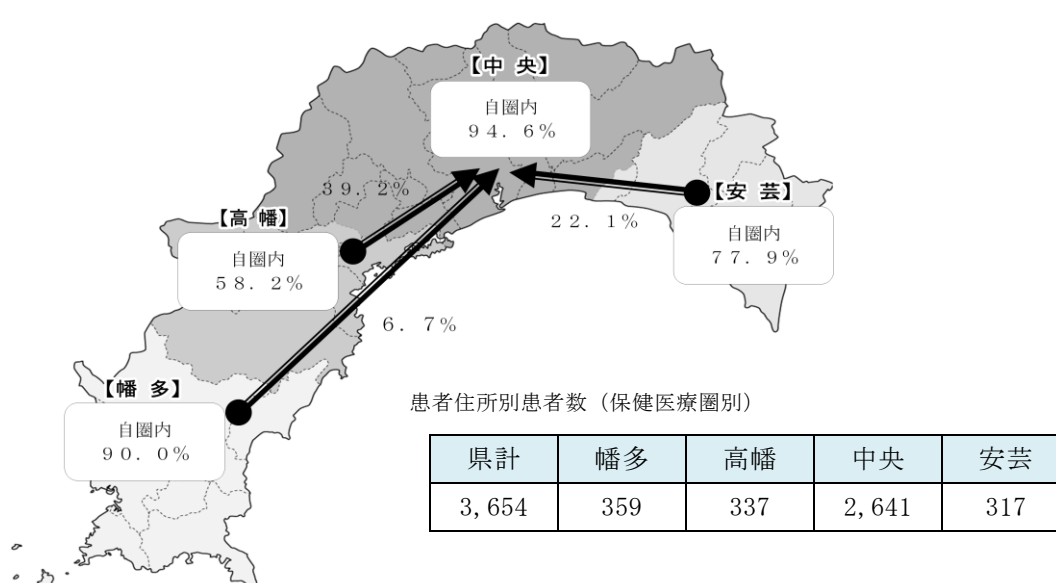 【中 央】
自圏内
94.6%
39.2%
【高 幡】
自圏内
58.2%
【安 芸】
自圏内
77.9%
22.1%
6.7%
【幡 多】
自圏内
90.0%
患者住所別患者数（保健医療圏別）
県計 幡多 高幡 中央 安芸
3,654 359 337 2,641 317